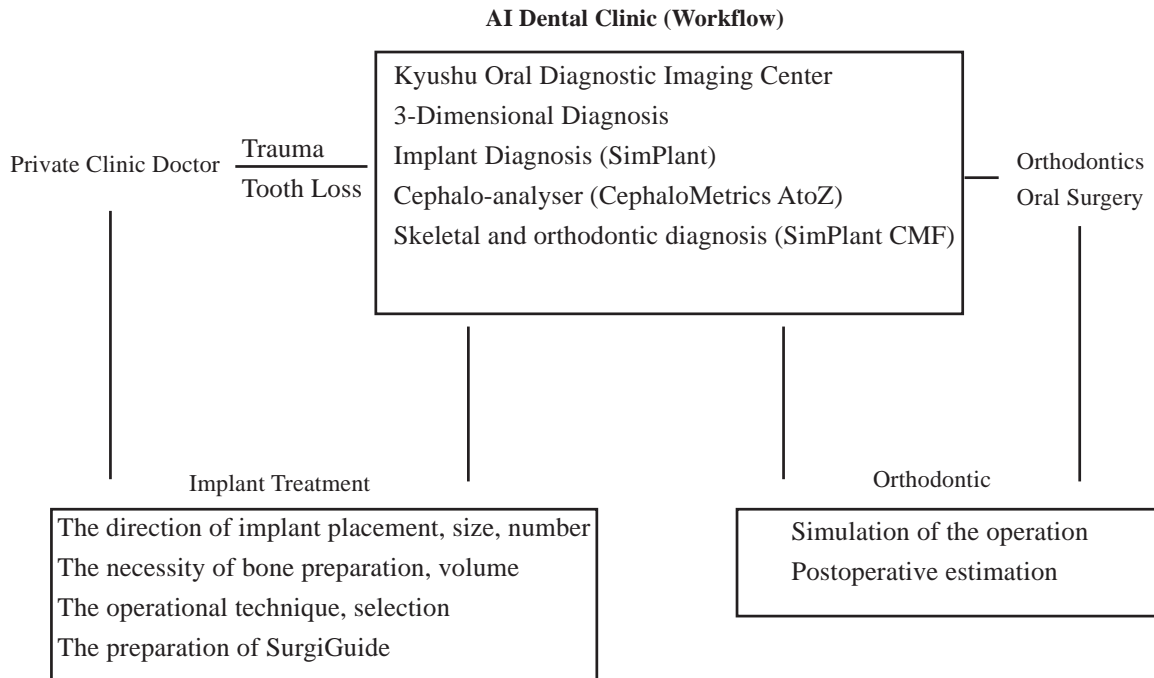 AI Dental Clinic (Workflow)
Kyushu Oral Diagnostic Imaging Center
3-Dimensional Diagnosis
Implant Diagnosis (SimPlant)
Cephalo-analyser (CephaloMetrics AtoZ)
Skeletal and orthodontic diagnosis (SimPlant CMF)
Private Clinic Doctor
Trauma
Tooth Loss
Orthodontics
Oral Surgery
Implant Treatment
The direction of implant placement, size, number
The necessity of bone preparation, volume
The operational technique, selection
The preparation of SurgiGuide
Orthodontic
Simulation of the operation
Postoperative estimation